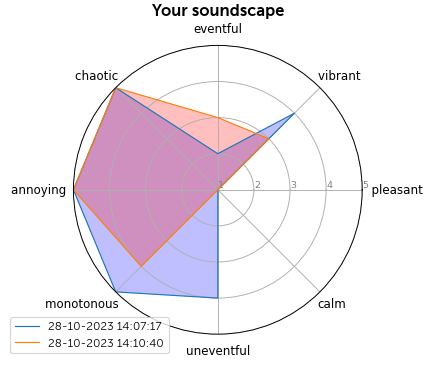 Your soundscape
eventful
chaotic
vibrant
annoying
1 2 3 4 5
pleasant
monotonous
calm
28-10-2023 14:07:17
28-10-2023 14:10:40
uneventful